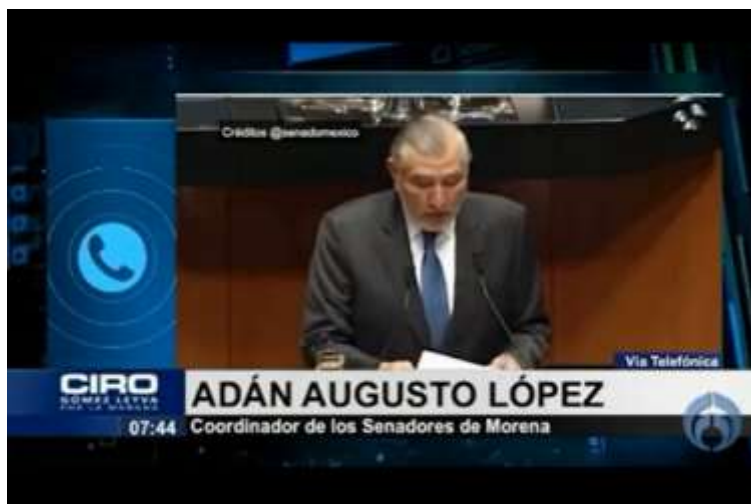 Créditos @senadomexico
Vía Telefónica
CIRO
GÓMEZ LEYVA
POR LA MAÑANA
ADÁN AUGUSTO LÓPEZ
07:44
Coordinador de los Senadores de Morena